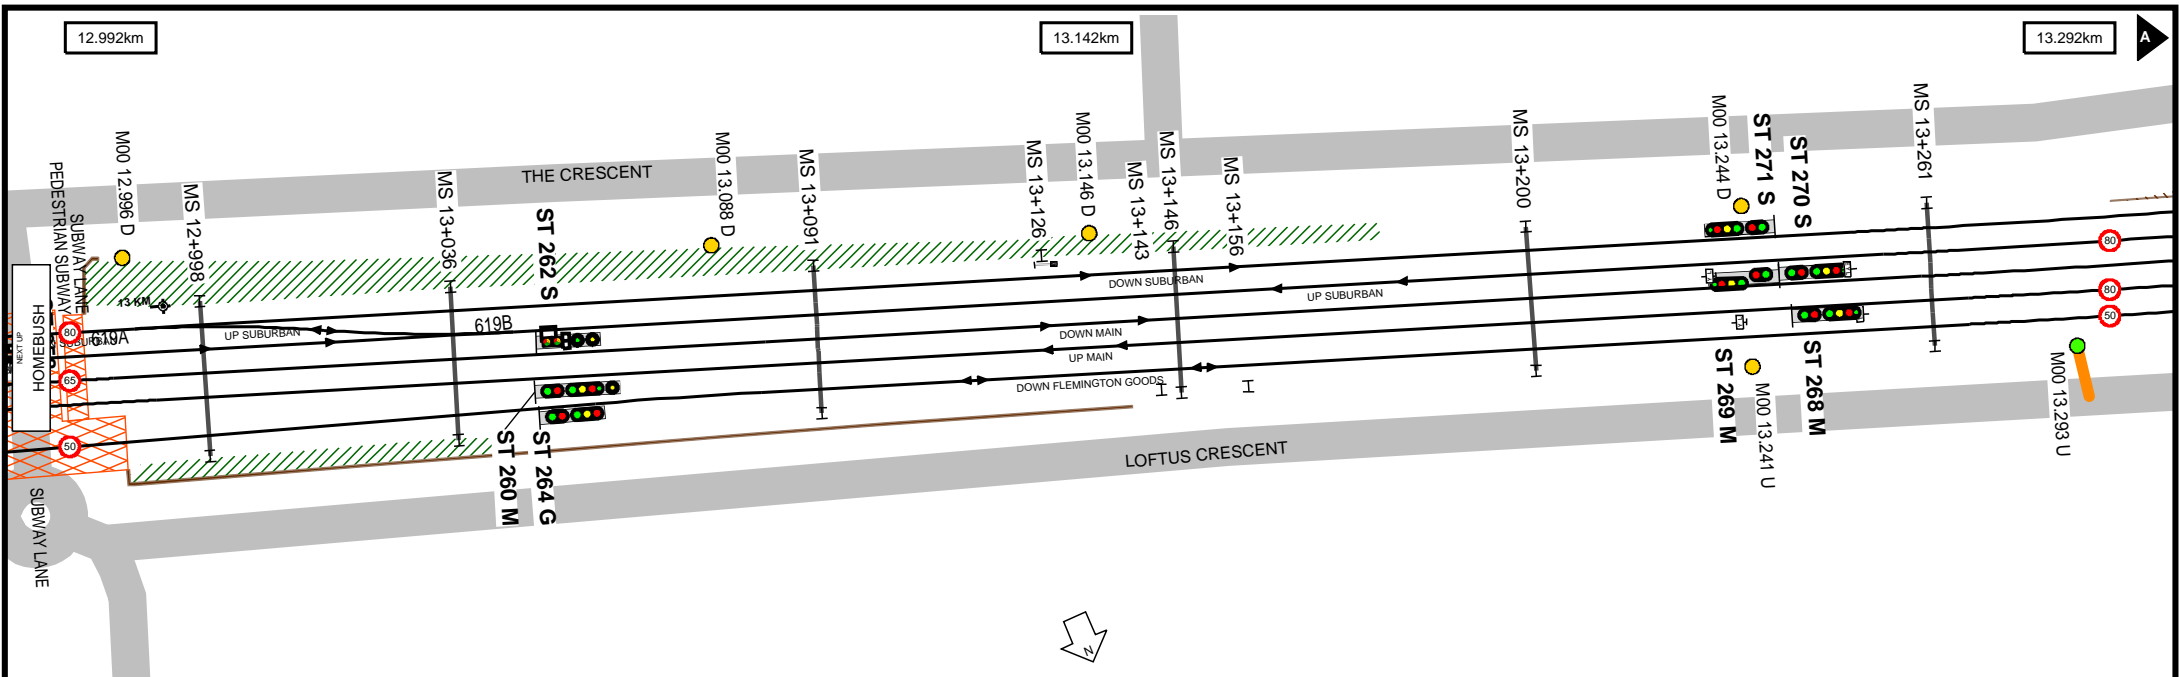 12.992km
13.142km
13.292km
A
M00 12.996 D
MS 12+998
MS 13+036
ST 262 S
THE CRESCENT
M00 13.088 D
MS 13+091
MS 13+126
M00 13.146 D
MS 13+143
MS 13+146
MS 13+156
MS 13+200
M00 13.244 D
ST 271 S
ST 270 S
MS 13+261
PEDESTRIAN SUBWAY
SUBWAY LANE
13 KM
HOMEBUSH
NEXT UP
619A
UP SUBURBAN
619B
DOWN SUBURBAN
UP SUBURBAN
DOWN MAIN
UP MAIN
DOWN FLEMINGTON GOODS
80
65
50
80
80
50
ST 260 M
ST 264 G
ST 269 M
M00 13.241 U
ST 268 M
M00 13.293 U
LOFTUS CRESCENT
SUBWAY LANE
N